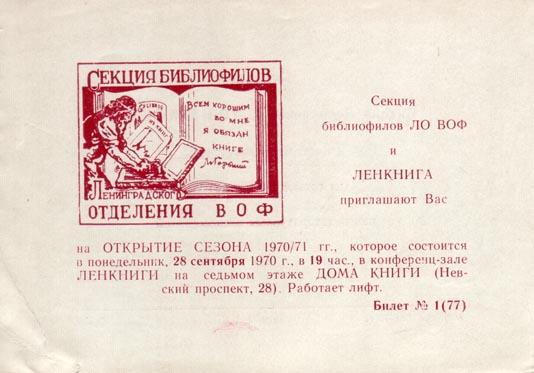 СЕКЦИЯ БИБЛИОФИЛОВ
ВСЕМ ХОРОШИМ
ВО МНЕ
Я ОБЯЗАН
КНИГЕ
М. Горький
ЛЕНИНГРАДСКОГО
ОТДЕЛЕНИЯ ВОФ
Секция
библиофилов ЛО ВОФ
и
ЛЕНКНИГА
приглашают Вас
на ОТКРЫТИЕ СЕЗОНА 1970/71 гг., которое состоится
в понедельник, 28 сентября 1970 г., в 19 час., в конференц-зале
ЛЕНКНИГИ на седьмом этаже ДОМА КНИГИ (Нев-
ский проспект, 28). Работает лифт.
Билет № 1(77)